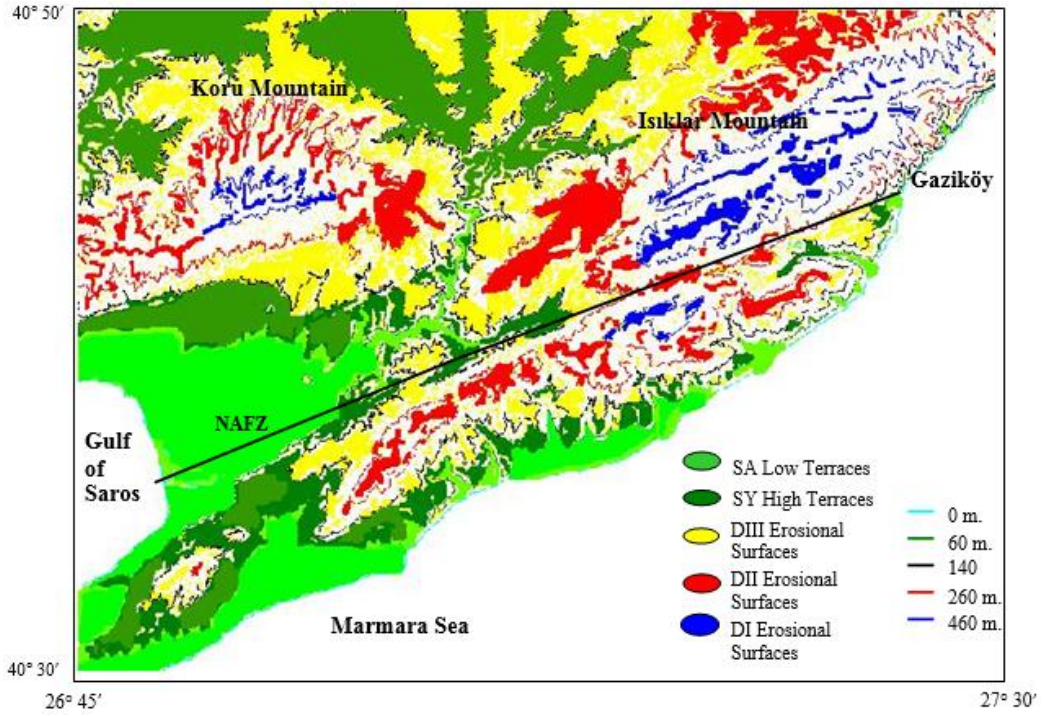 40° 50′
Koru Mountain
Isıklar Mountain
Gaziköy
NAFZ
Gulf
of
Saros
Marmara Sea
SA Low Terraces
SY High Terraces
DIII Erosional
Surfaces
DII Erosional
Surfaces
DI Erosional
Surfaces
0 m.
60 m.
140
260 m.
460 m.
40° 30′
26° 45′
27° 30′